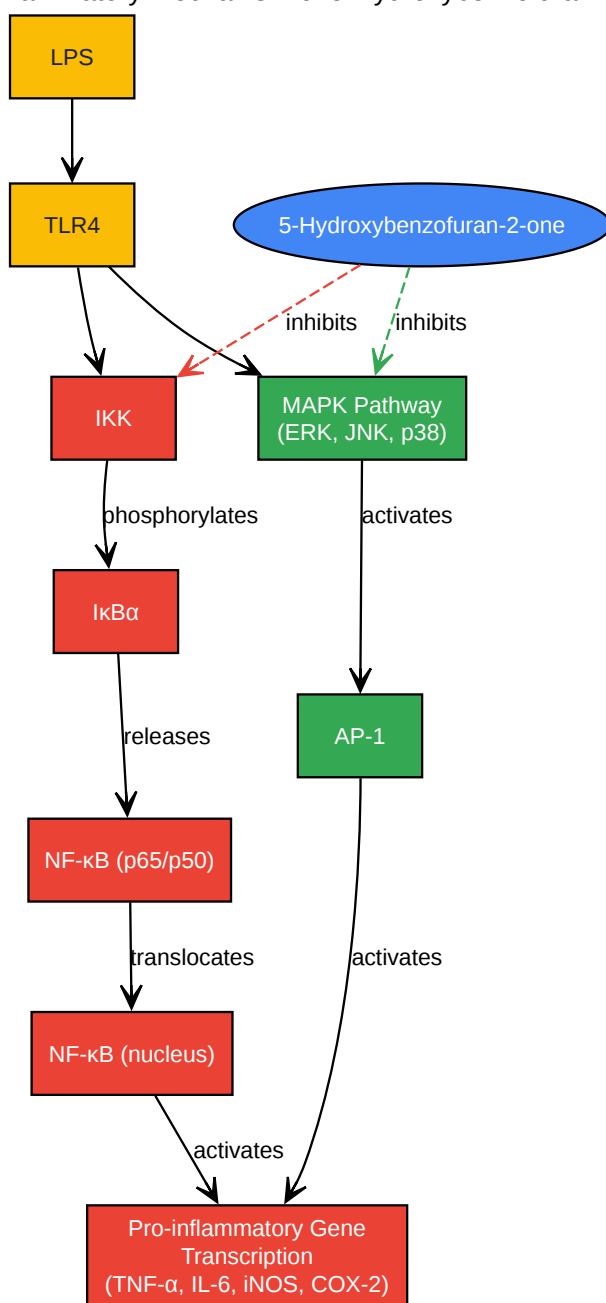 LPS
TLR4
5-Hydroxybenzofuran-2-one
inhibits
inhibits
IKK
MAPK Pathway
(ERK, JNK, p38)
phosphorylates
activates
IκBα
releases
AP-1
NF-κB (p65/p50)
translocates
activates
NF-κB (nucleus)
activates
Pro-inflammatory Gene
Transcription
(TNF-α, IL-6, iNOS, COX-2)